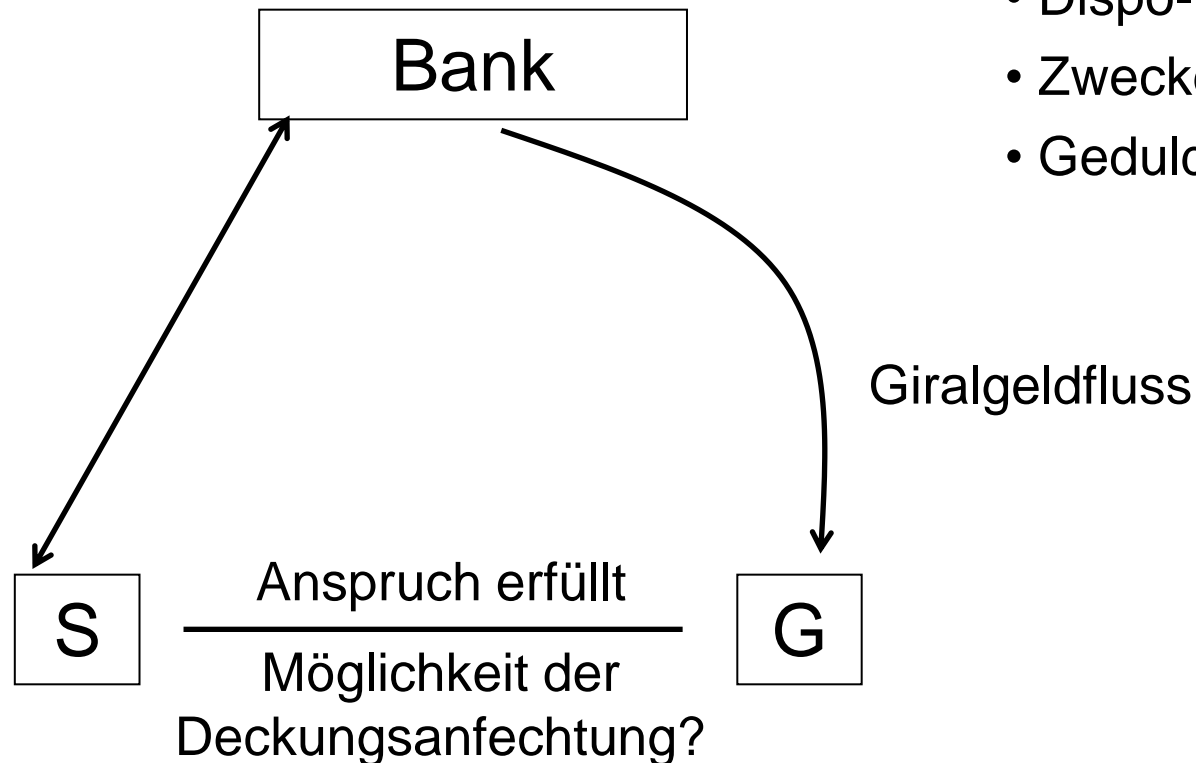 Bank
Giralgeldfluss
Anspruch erfüllt
S
G
Möglichkeit der
Deckungsanfechtung?